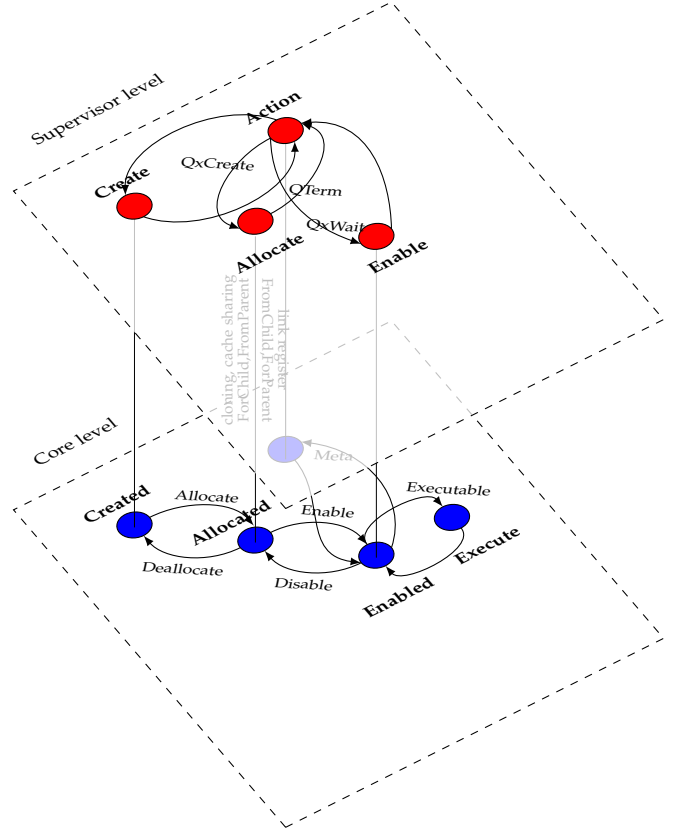 Supervisor level
Action
QxCreate
Create
QTerm
QxWait
Allocate
Enable
cloning, cache sharing
ForChild,FromParent
FromChild,ForParent
link register
Core level
Meta
Executable
Created
Allocate
Allocated
Enable
Execute
Deallocate
Disable
Enabled